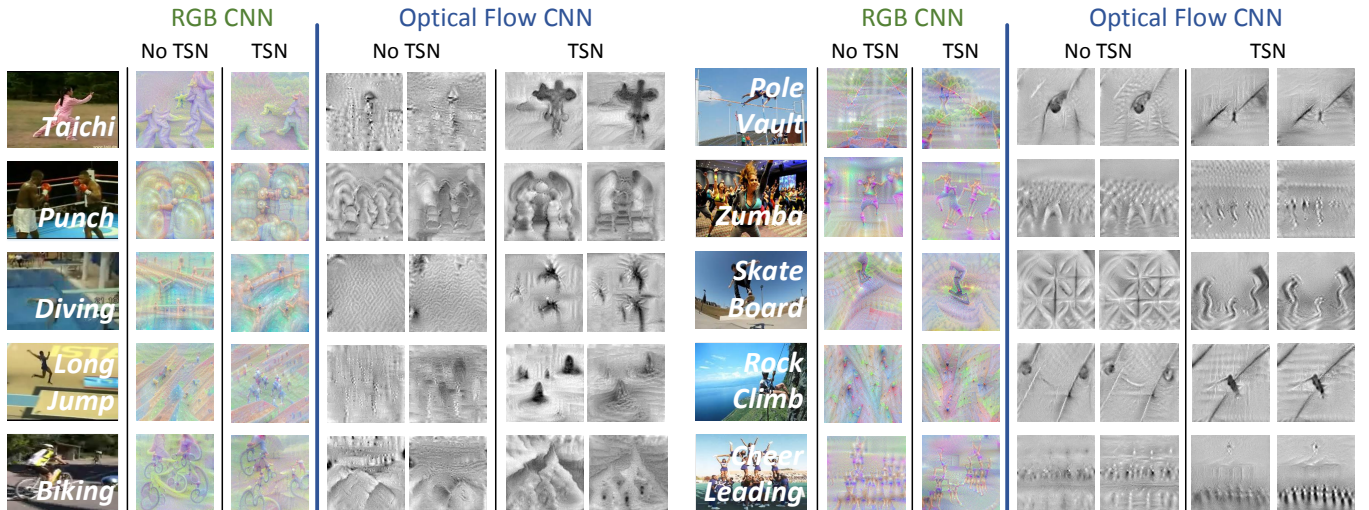 RGB CNN
Optical Flow CNN
No TSN
TSN
No TSN
TSN
Taichi
Punch
Diving
Long
Jump
Biking
RGB CNN
Optical Flow CNN
No TSN
TSN
No TSN
TSN
Pole
Vault
Zumba
Skate
Board
Rock
Climb
Cheer
Leading